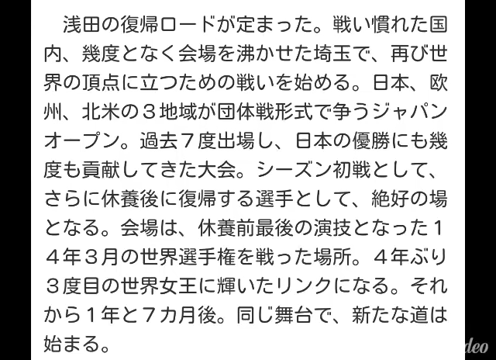 浅田の復帰ロードが定まった。戦い慣れた国
内、幾度となく会場を沸かせた埼玉で、再び世
界の頂点に立つための戦いを始める。日本、欧
州、北米の３地域が団体戦形式で争うジャパン
オープン。過去７度出場し、日本の優勝にも幾
度も貢献してきた大会。シーズン初戦として、
さらに休養後に復帰する選手として、絶好の場
となる。会場は、休養前最後の演技となった１
４年３月の世界選手権を戦った場所。４年ぶり
３度目の世界女王に輝いたリンクになる。それ
から１年と７カ月後。同じ舞台で、新たな道は
始まる。